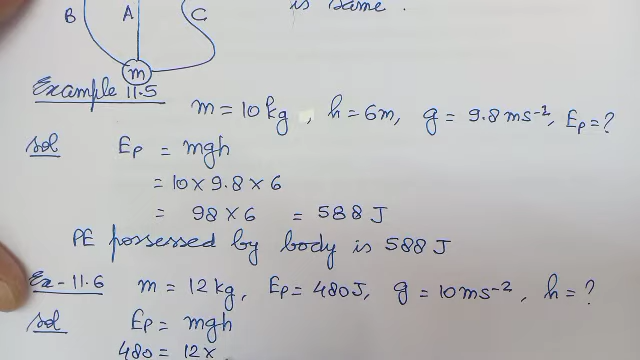 is same.
B A C
m
Example 11.5
m = 10 kg, h = 6m, g = 9.8 ms⁻², Ep = ?
Sol Ep = mgh
= 10 × 9.8 × 6
= 98 × 6 = 588 J
PE possessed by body is 588 J
Ex - 11.6 m = 12 kg, Ep = 480 J, g = 10 ms⁻², h = ?
Sol Ep = mgh
480 = 12 ×